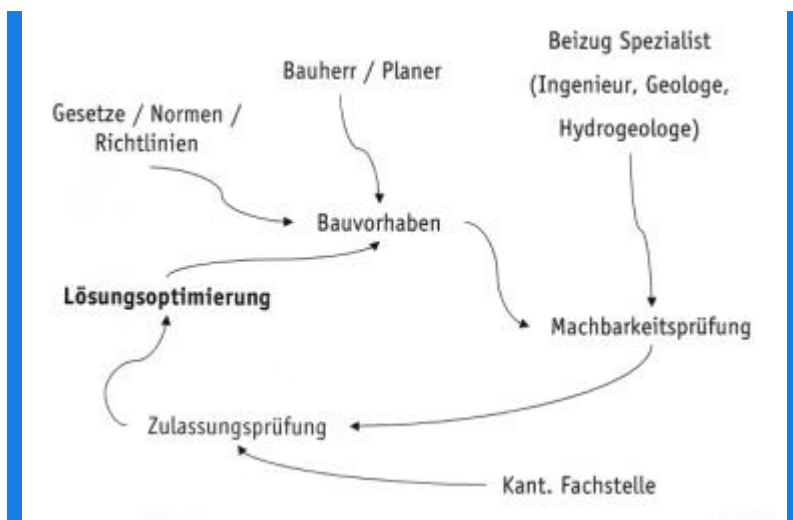 Beizug Spezialist
(Ingenieur, Geologe,
Hydrogeologe)
Bauherr / Planer
Gesetze / Normen /
Richtlinien
Bauvorhaben
Lösungsoptimierung
Machbarkeitsprüfung
Zulassungsprüfung
Kant. Fachstelle